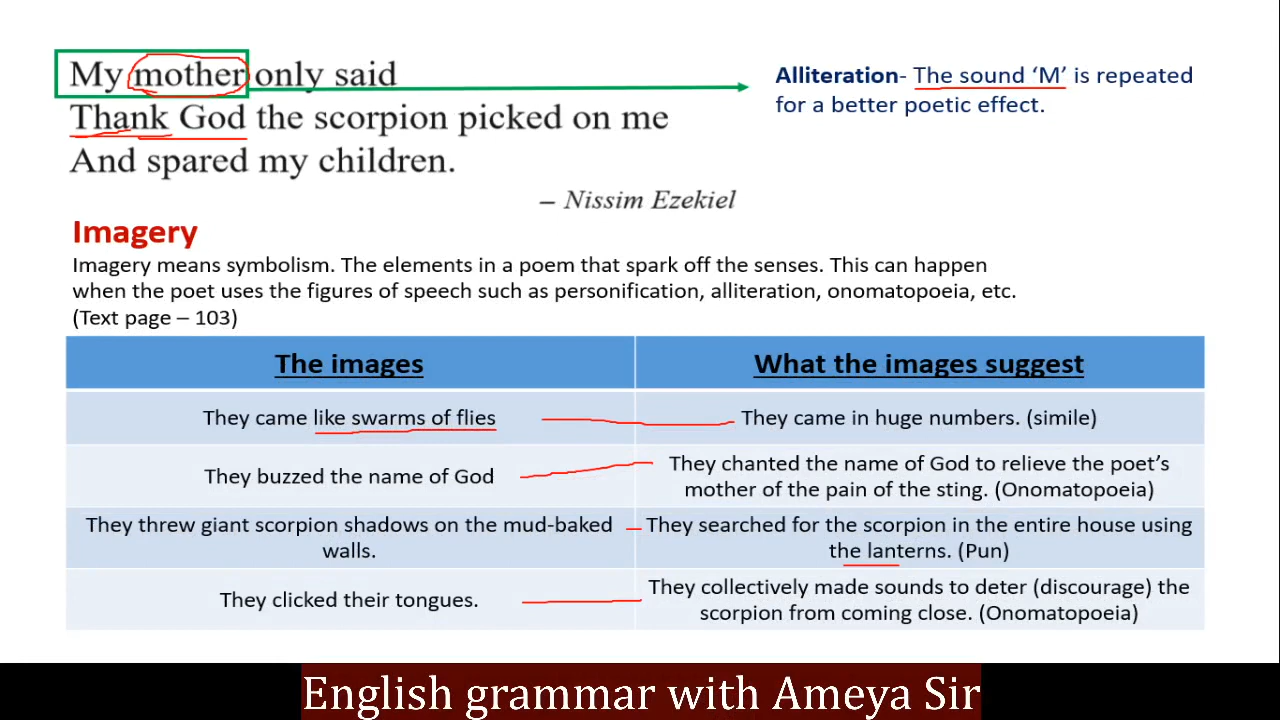 My mother only said
Thank God the scorpion picked on me
And spared my children.
– Nissim Ezekiel
Alliteration- The sound ‘M’ is repeated
for a better poetic effect.
Imagery
Imagery means symbolism. The elements in a poem that spark off the senses. This can happen
when the poet uses the figures of speech such as personification, alliteration, onomatopoeia, etc.
(Text page – 103)
The images
What the images suggest
They came like swarms of flies
They came in huge numbers. (simile)
They buzzed the name of God
They chanted the name of God to relieve the poet’s
mother of the pain of the sting. (Onomatopoeia)
They threw giant scorpion shadows on the mud-baked
walls.
They searched for the scorpion in the entire house using
the lanterns. (Pun)
They clicked their tongues.
They collectively made sounds to deter (discourage) the
scorpion from coming close. (Onomatopoeia)
English grammar with Ameya Sir